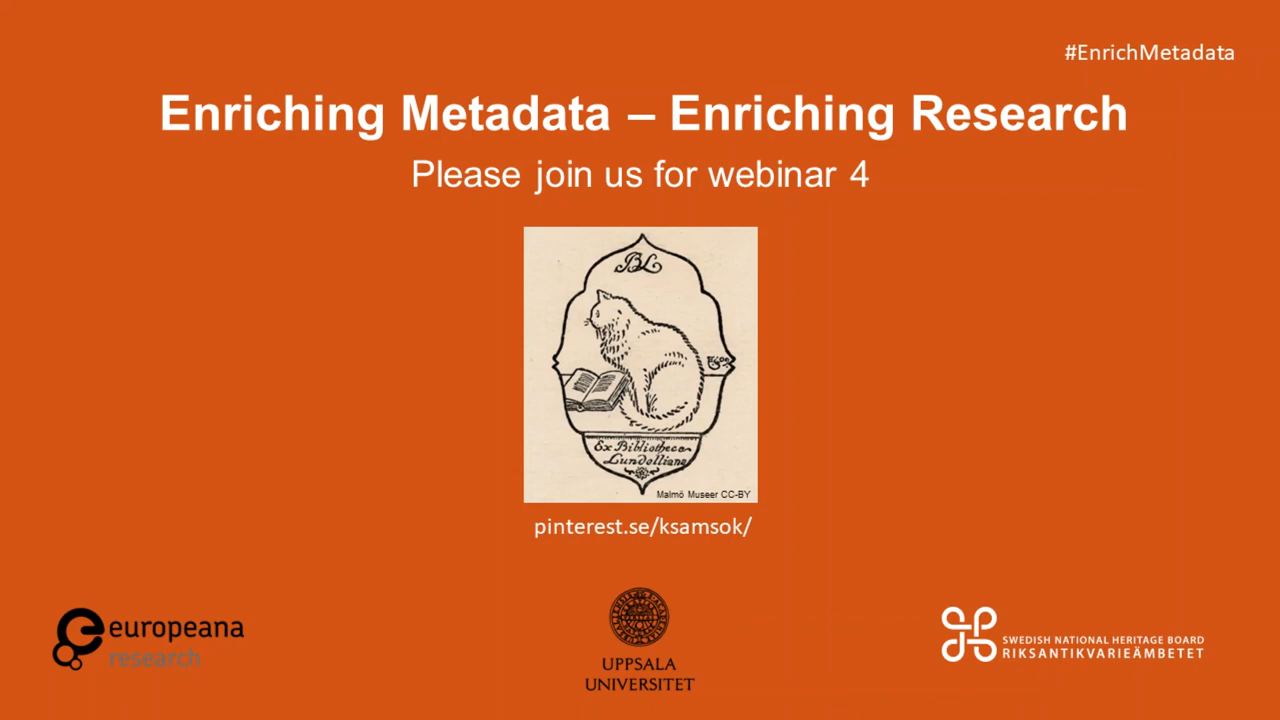 #EnrichMetadata
Enriching Metadata – Enriching Research
Please join us for webinar 4
BL
Ex Bibliotheca
Lundolliana
Malmö Museer CC-BY
pinterest.se/ksamsok/
europeana
research
UPPSALA
UNIVERSITET
SWEDISH NATIONAL HERITAGE BOARD
RIKSANTIKVARIEÄMBETET